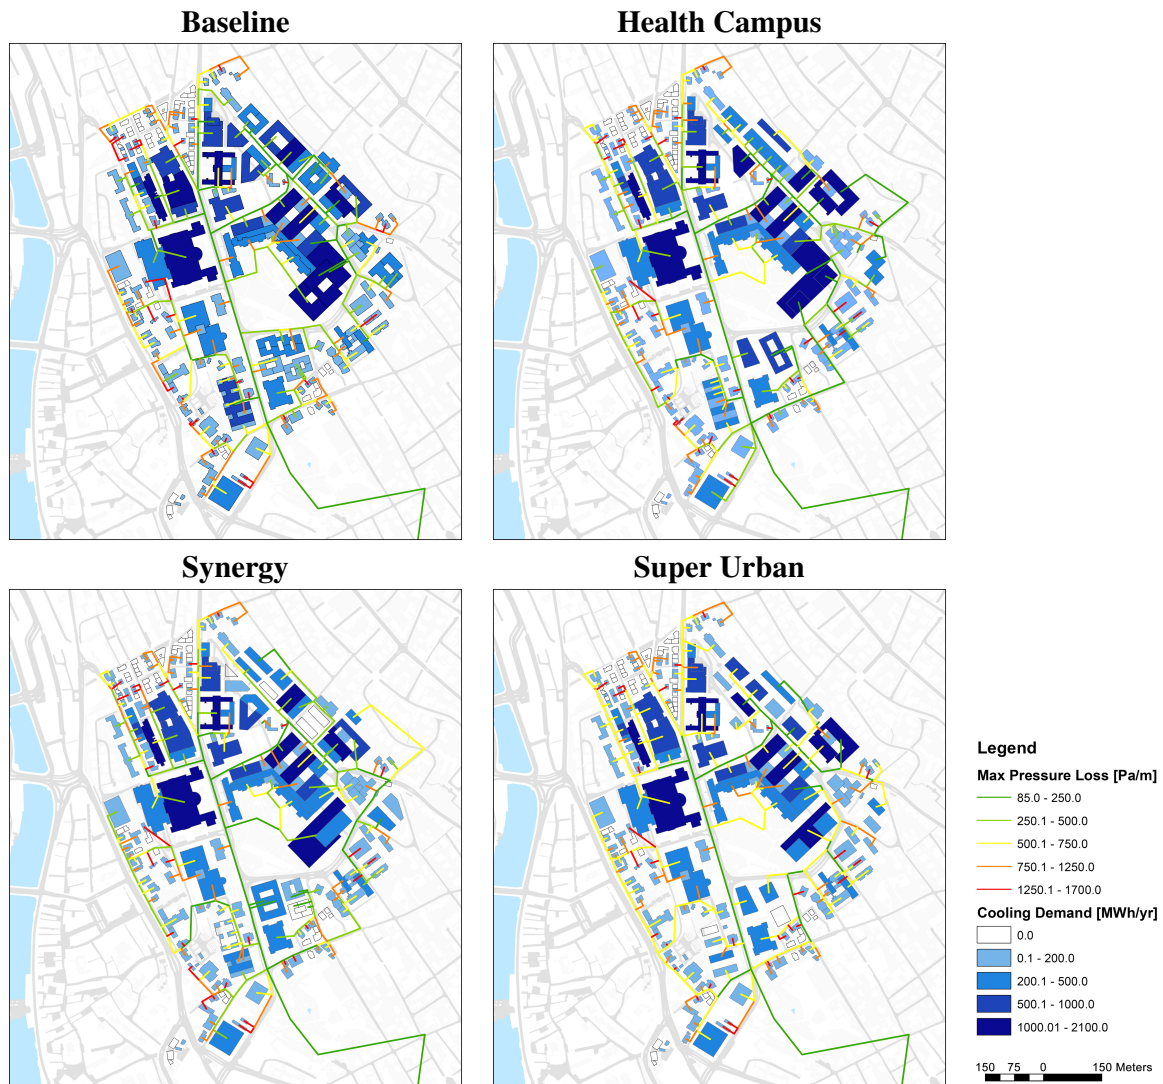 Baseline
Health Campus
Synergy
Super Urban
Legend
Max Pressure Loss [Pa/m]
85.0 - 250.0
250.1 - 500.0
500.1 - 750.0
750.1 - 1250.0
1250.1 - 1700.0
Cooling Demand [MWh/yr]
0.0
0.1 - 200.0
200.1 - 500.0
500.1 - 1000.0
1000.01 - 2100.0
150 75 0 150 Meters